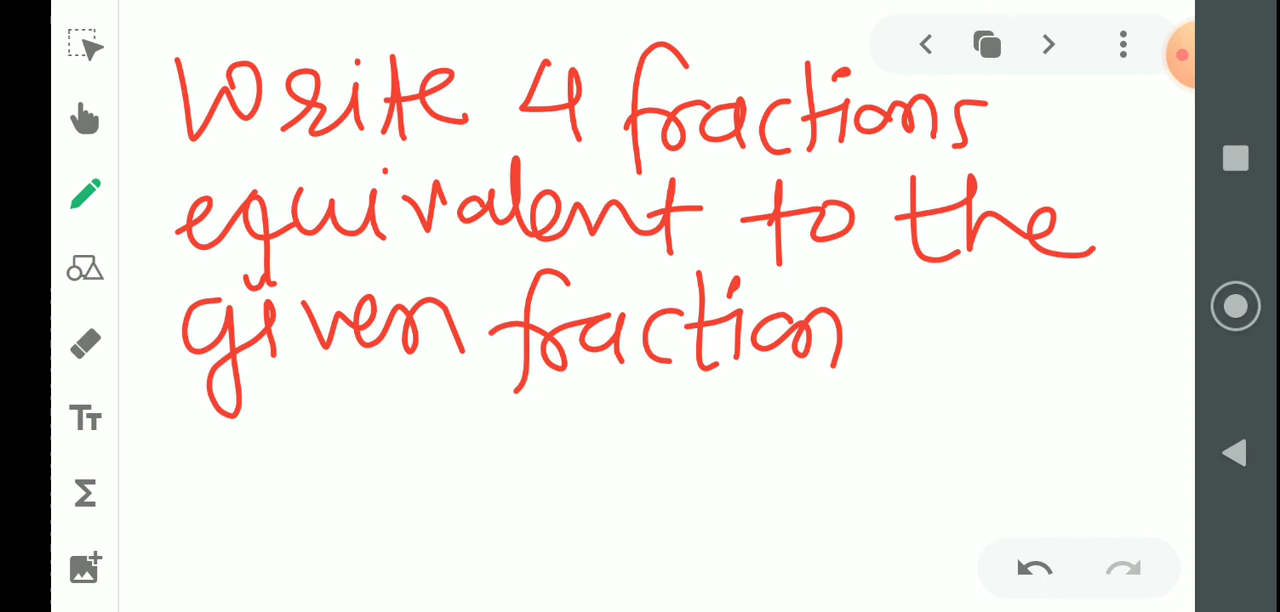 Write 4 fractions
equivalent to the
given fraction